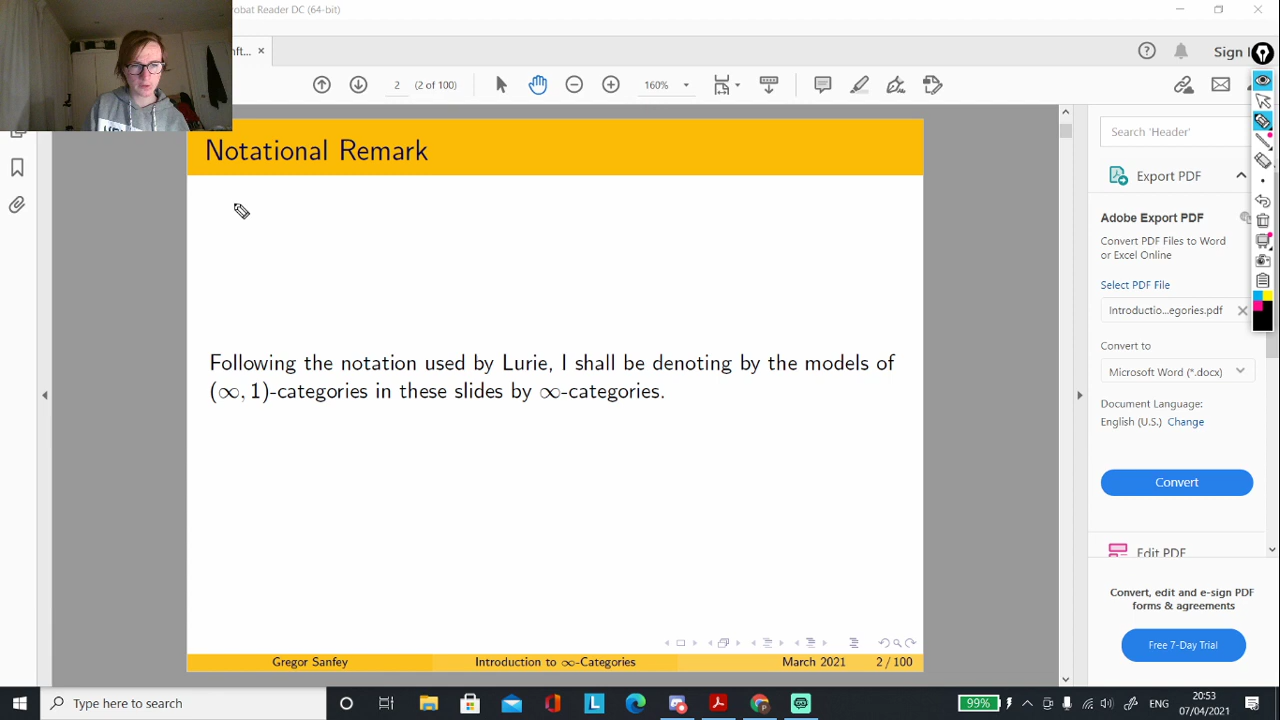 crobat Reader DC (64-bit)
nft...
Sign I
2 (2 of 100)
160%
Notational Remark
Following the notation used by Lurie, I shall be denoting by the models of
(∞, 1)-categories in these slides by ∞-categories.
Gregor Sanfey Introduction to ∞-Categories March 2021 2 / 100
Search 'Header'
Export PDF
Adobe Export PDF
Convert PDF Files to Word
or Excel Online
Select PDF File
Introductio...egories.pdf
Convert to
Microsoft Word (*.docx)
Document Language:
English (U.S.) Change
Convert
Edit PDF
Convert, edit and e-sign PDF
forms & agreements
Free 7-Day Trial
Type here to search
99%
ENG
20:53
07/04/2021